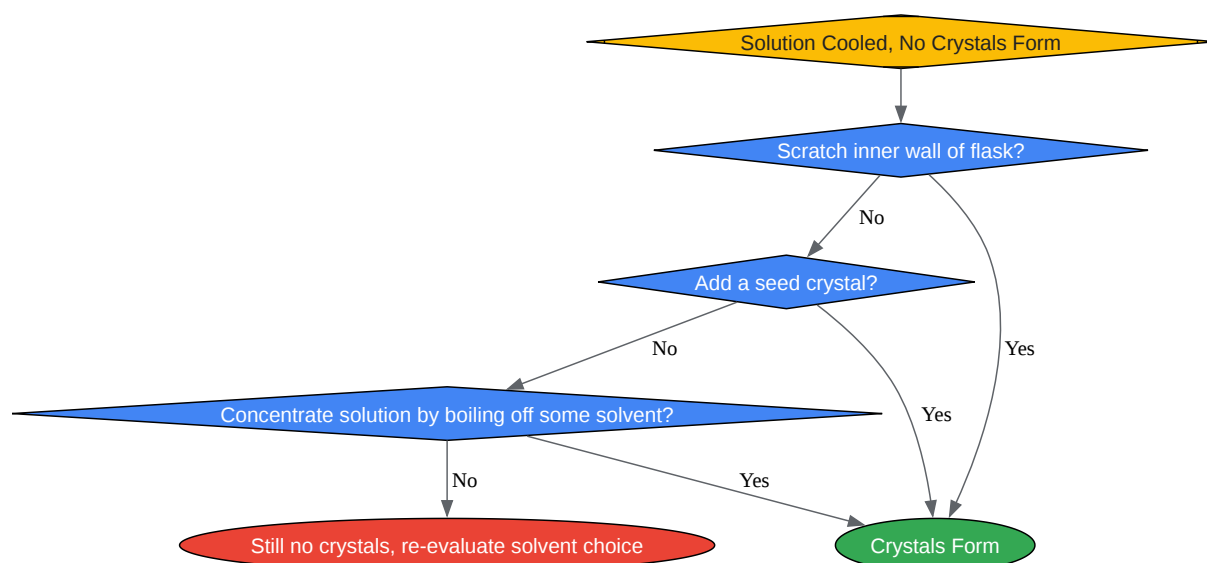 Solution Cooled, No Crystals Form
Scratch inner wall of flask?
No
Add a seed crystal?
No
Yes
Concentrate solution by boiling off some solvent?
Yes
No
Yes
Still no crystals, re-evaluate solvent choice
Crystals Form